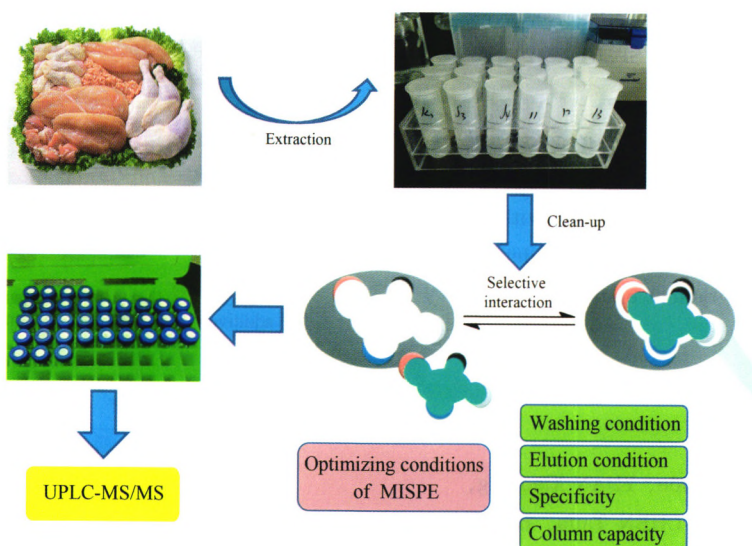 Extraction
Clean-up
Selective
interaction
Washing condition
Optimizing conditions
of MISPE
Elution condition
UPLC-MS/MS
Specificity
Column capacity